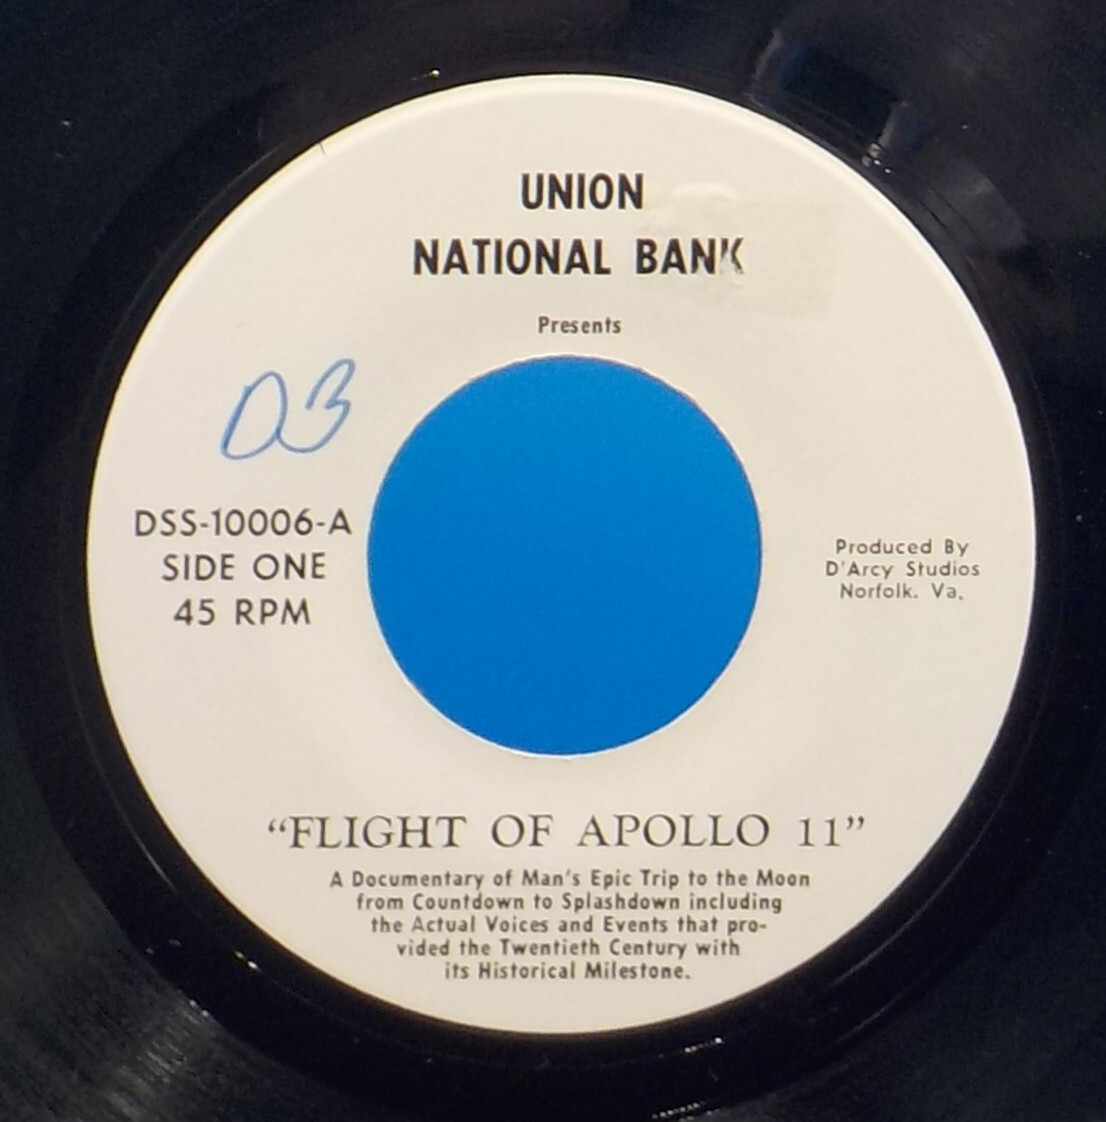 UNION
NATIONAL BANK
Presents
DB
DSS-10006-A
SIDE ONE
45 RPM
Produced By
D'Arcy Studios
Norfolk. Va.
“FLIGHT OF APOLLO 11”
A Documentary of Man's Epic Trip to the Moon
from Countdown to Splashdown including
the Actual Voices and Events that pro-
vided the Twentieth Century with
its Historical Milestone.